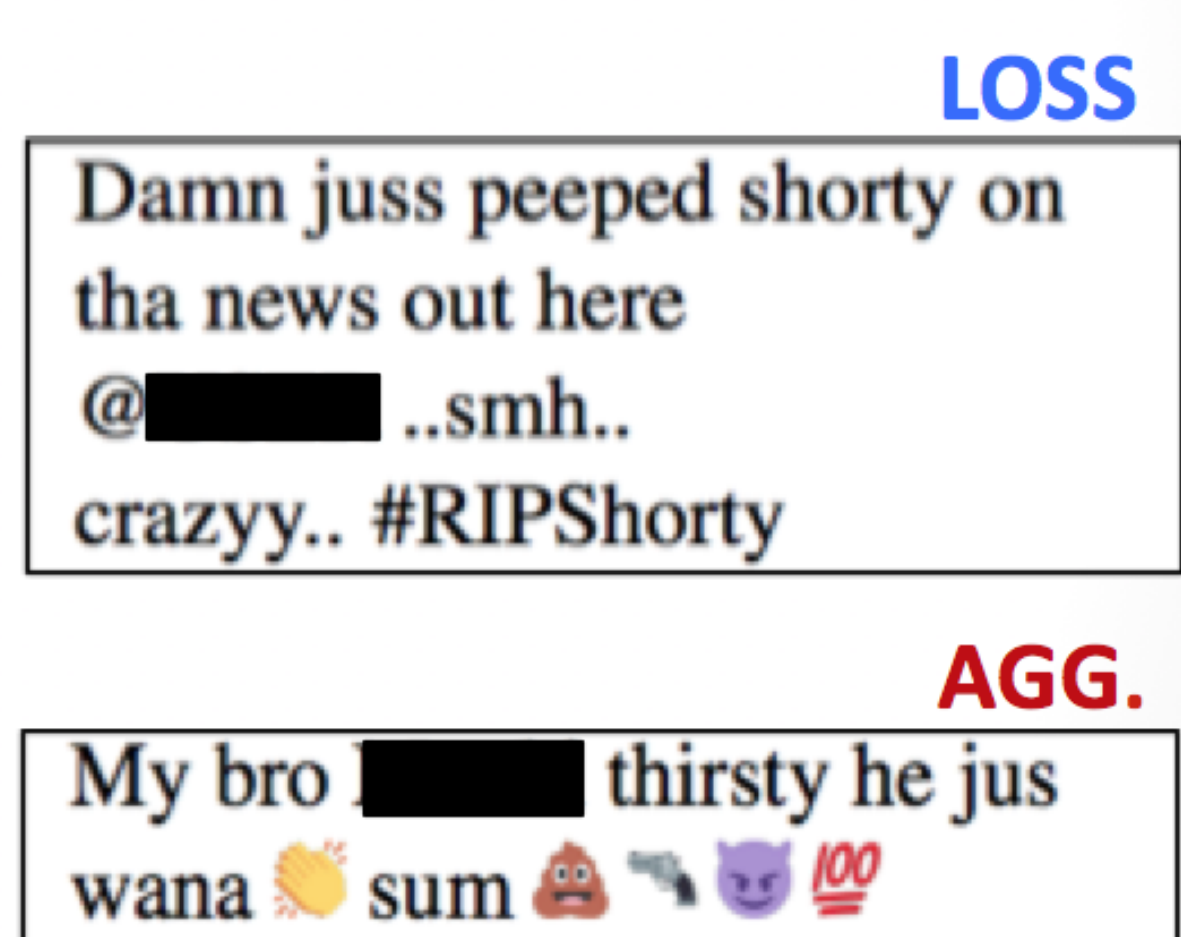 LOSS
Damn juss peeped shorty on
tha news out here
@ ..smh..
crazyy.. #RIPShorty
AGG.
My bro thirsty he jus
wana 👏 sum 💩 🔫 😈 💯